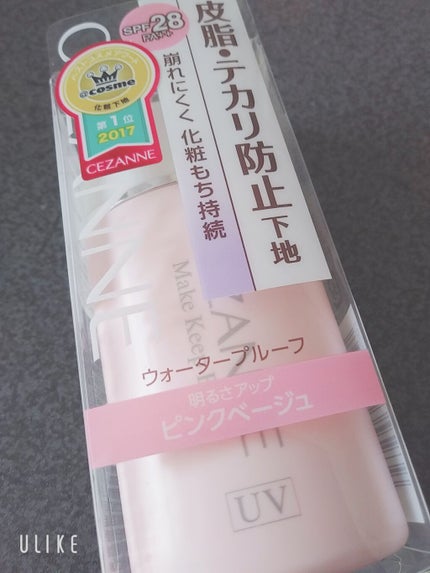 SPF28
PA++
皮脂・テカリ防止下地
崩れにくく 化粧もち持続
@cosme
化粧下地
第1位
2017
CEZANNE
Make Keep
ウォータープルーフ
明るさアップ
ピンクベージュ
UV
ULIKE